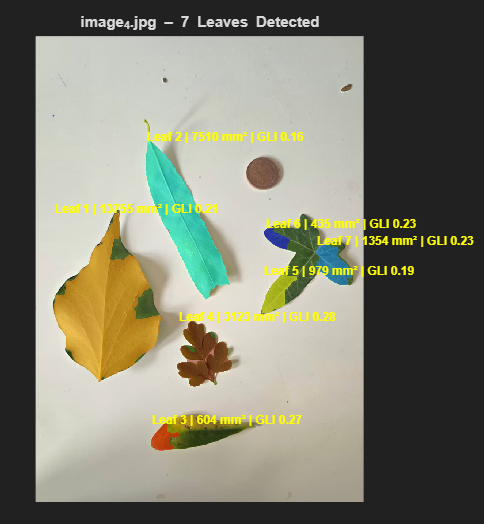 image₄.jpg – 7 Leaves Detected
Leaf 2 | 7510 mm² | GLI 0.16
Leaf 1 | mm² | GLI 0.21
Leaf 6 | 435 mm² | GLI 0.23
Leaf 7 | 1354 mm² | GLI 0.23
Leaf 5 | 979 mm² | GLI 0.19
Leaf 4 | 3123 mm² | GLI 0.28
Leaf 3 | 604 mm² | GLI 0.27